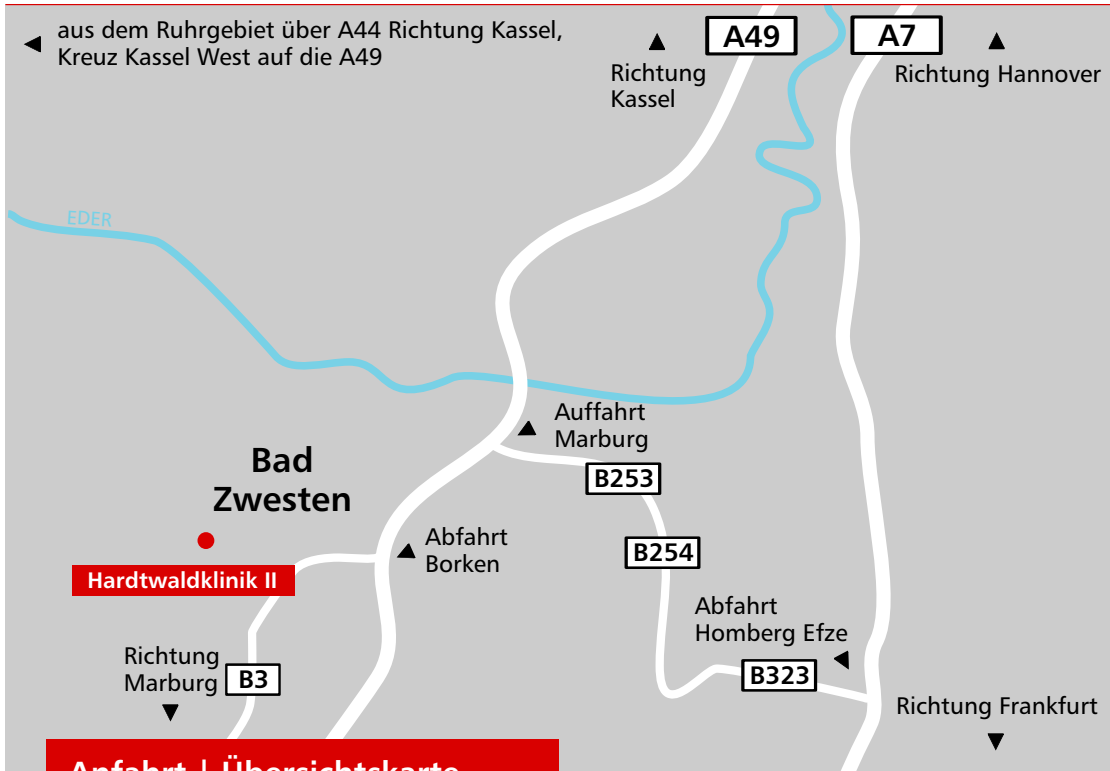 aus dem Ruhrgebiet über A44 Richtung Kassel,
Kreuz Kassel West auf die A49
Richtung
Kassel
A49
A7
Richtung Hannover
EDER
Auffahrt
Marburg
B253
Bad
Zwesten
Abfahrt
Borken
B254
Hardtwaldklinik II
Abfahrt
Homberg Efze
Richtung
Marburg
B3
B323
Richtung Frankfurt
Anfahrt | Übersichtskarte